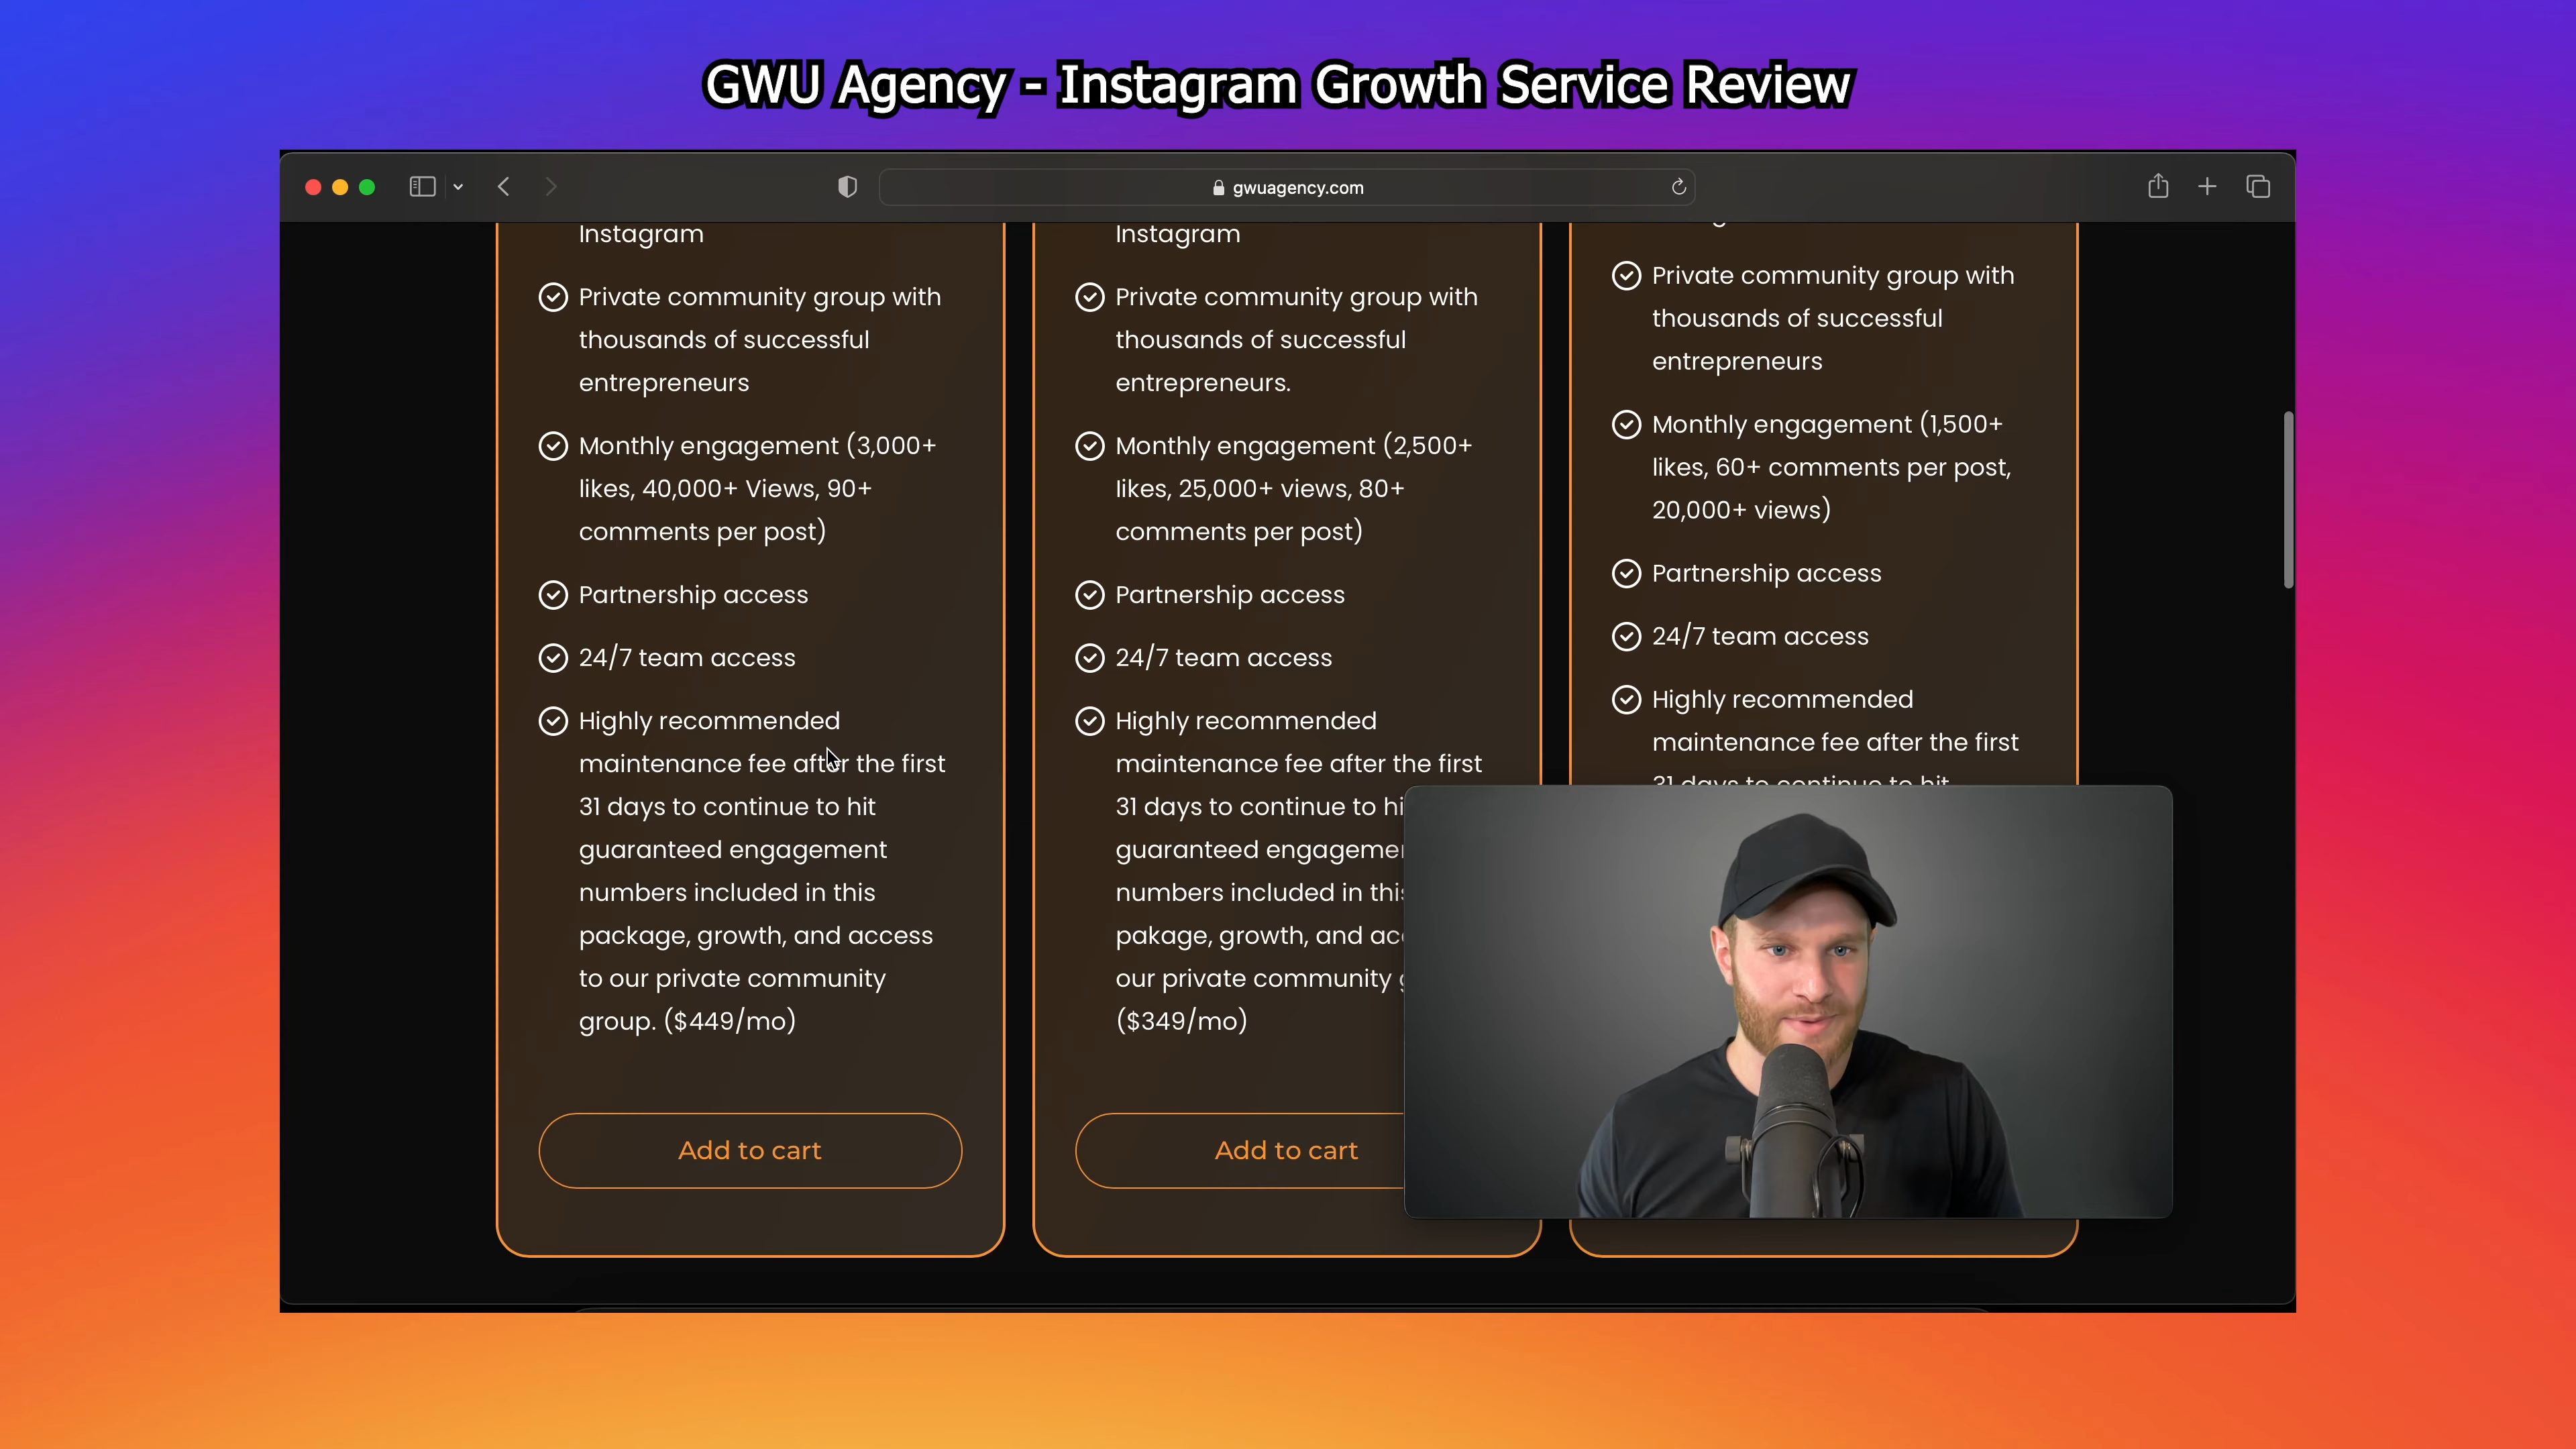 GWU Agency - Instagram Growth Service Review
gwuagency.com
Instagram
Private community group with
thousands of successful
entrepreneurs
Monthly engagement (3,000+
likes, 40,000+ Views, 90+
comments per post)
Partnership access
24/7 team access
Highly recommended
maintenance fee after the first
31 days to continue to hit
guaranteed engagement
numbers included in this
package, growth, and access
to our private community
group. ($449/mo)
Add to cart
Instagram
Private community group with
thousands of successful
entrepreneurs.
Monthly engagement (2,500+
likes, 25,000+ views, 80+
comments per post)
Partnership access
24/7 team access
Highly recommended
maintenance fee after the first
31 days to continue to
guaranteed
numbers included in
pakage, growth, and
our private community
($349/mo)
Add to cart
Private community group with
thousands of successful
entrepreneurs
Monthly engagement (1,500+
likes, 60+ comments per post,
20,000+ views)
Partnership access
24/7 team access
Highly recommended
maintenance fee after the first
31 days to continue to hit